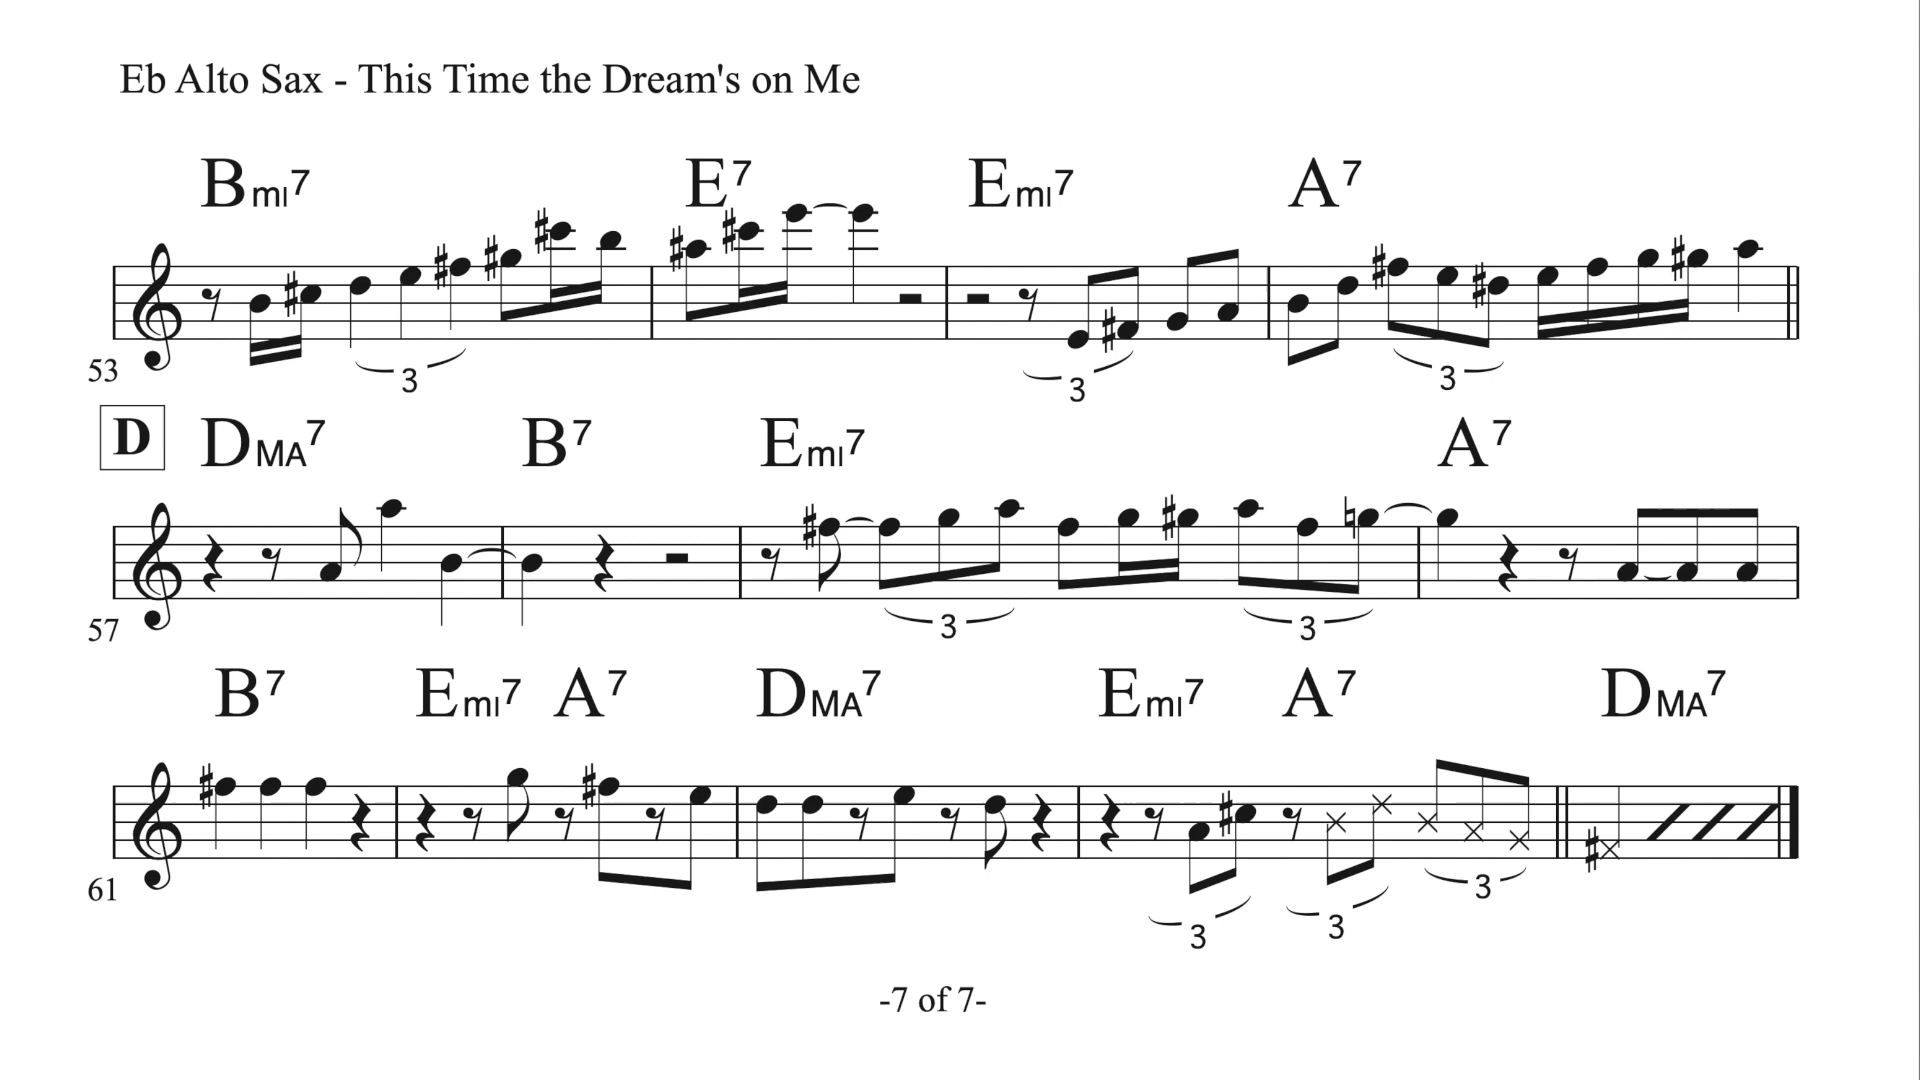 Eb Alto Sax - This Time the Dream's on Me
Bmi7 E7 Emi7 A7
3 3 3
53
D DMA7 B7 Emi7 A7
3 3
57
B7 Emi7 A7 DMA7 Emi7 A7 DMA7
3
61
3 3
-7 of 7-